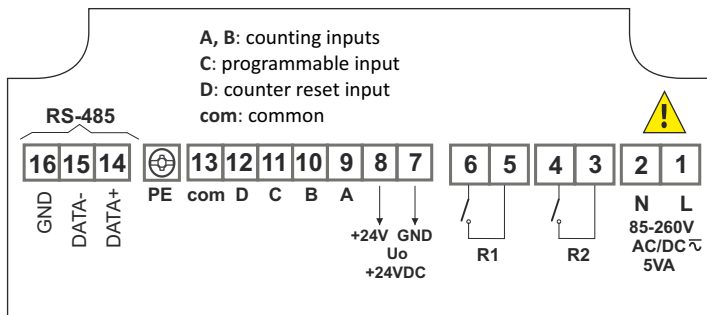 A, B: counting inputs
C: programmable input
D: counter reset input
com: common
RS-485
16 15 14 13 12 11 10 9 8 7 6 5 4 3 2 1
GND DATA- DATA+ PE com D C B A
N L
+24V GND
Uo
+24VDC
R1 R2
85-260V
AC/DC
5VA